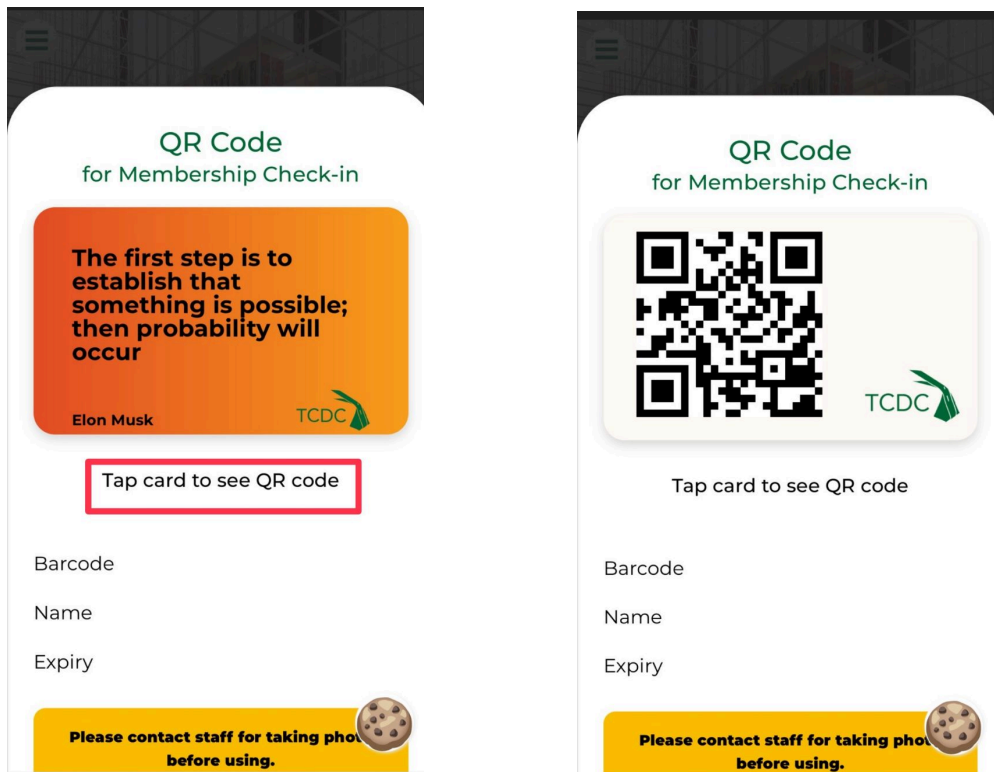 QR Code
for Membership Check-in
The first step is to
establish that
something is possible;
then probability will
occur
Elon Musk
TCDC
Tap card to see QR code
Barcode
Name
Expiry
Please contact staff for taking
before using.
QR Code
for Membership Check-in
TCDC
Tap card to see QR code
Barcode
Name
Expiry
Please contact staff for taking
before using.